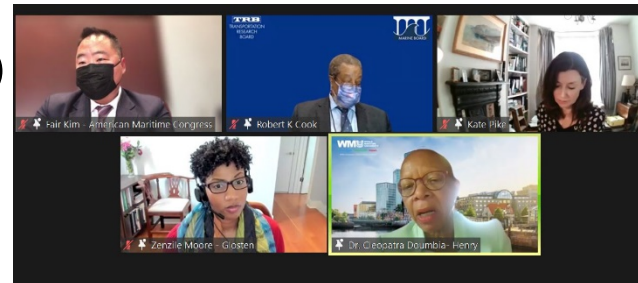 TRB
TRANSPORTATION
RESEARCH
BOARD
MARINE BOARD
Fair Kim - American Maritime Congress
Robert K Cook
Kate Pike
WMU
Zenzile Moore - Glosten
Dr. Cleopatra Doumbia- Henry